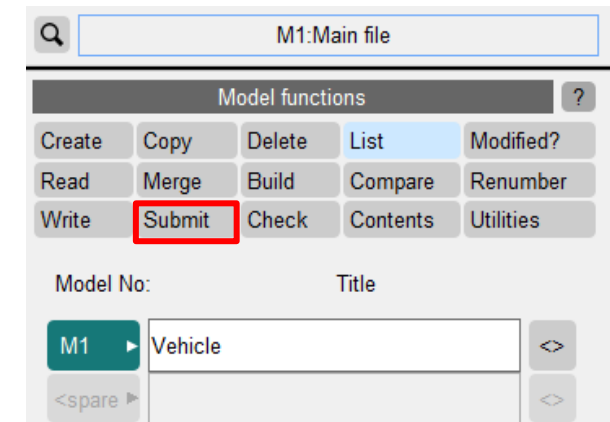 M1:Main file
Model functions ?
Create Copy Delete List Modified?
Read Merge Build Compare Renumber
Write Submit Check Contents Utilities
Model No: Title
M1 Vehicle <>
<spare <>